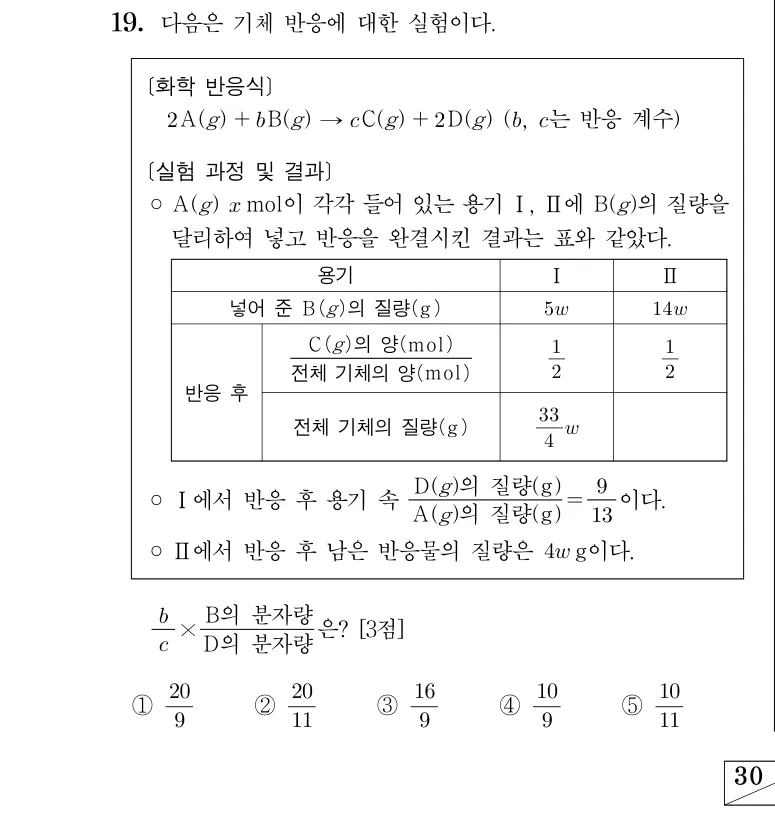 19. 다음은 기체 반응에 대한 실험이다.
〔화학 반응식〕
2A(g) + bB(g) → cC(g) + 2D(g) (b, c는 반응 계수)
〔실험 과정 및 결과〕
○ A(g) x mol이 각각 들어 있는 용기 Ⅰ, Ⅱ에 B(g)의 질량을
달리하여 넣고 반응을 완결시킨 결과는 표와 같았다.
용기 Ⅰ Ⅱ
넣어 준 B(g)의 질량(g) 5w 14w
반응 후 C(g)의 양(mol)/전체 기체의 양(mol) 1/2 1/2
전체 기체의 질량(g) 33/4 w
○ Ⅰ에서 반응 후 용기 속 D(g)의 질량(g)/A(g)의 질량(g) = 9/13 이다.
○ Ⅱ에서 반응 후 남은 반응물의 질량은 4w g이다.
b/c × B의 분자량/D의 분자량 은? [3점]
① 20/9 ② 20/11 ③ 16/9 ④ 10/9 ⑤ 10/11
30